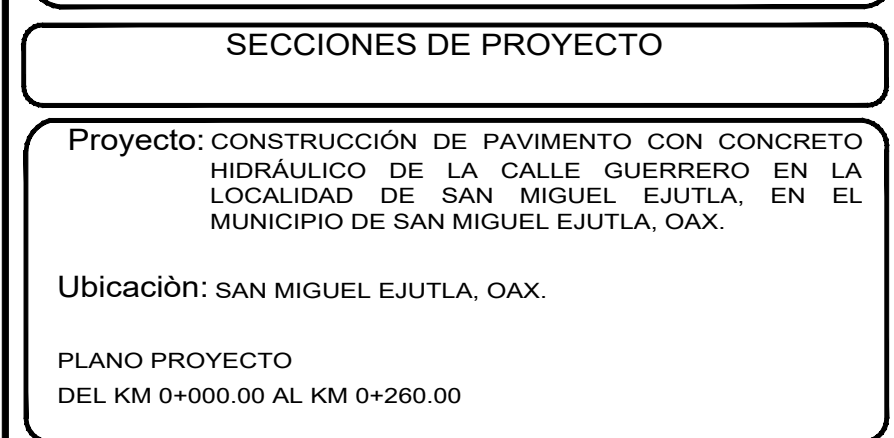 SECCIONES DE PROYECTO
Proyecto: CONSTRUCCIÓN DE PAVIMENTO CON CONCRETO
HIDRÁULICO DE LA CALLE GUERRERO EN LA
LOCALIDAD DE SAN MIGUEL EJUTLA, EN EL
MUNICIPIO DE SAN MIGUEL EJUTLA, OAX.
Ubicaciòn: SAN MIGUEL EJUTLA, OAX.
PLANO PROYECTO
DEL KM 0+000.00 AL KM 0+260.00